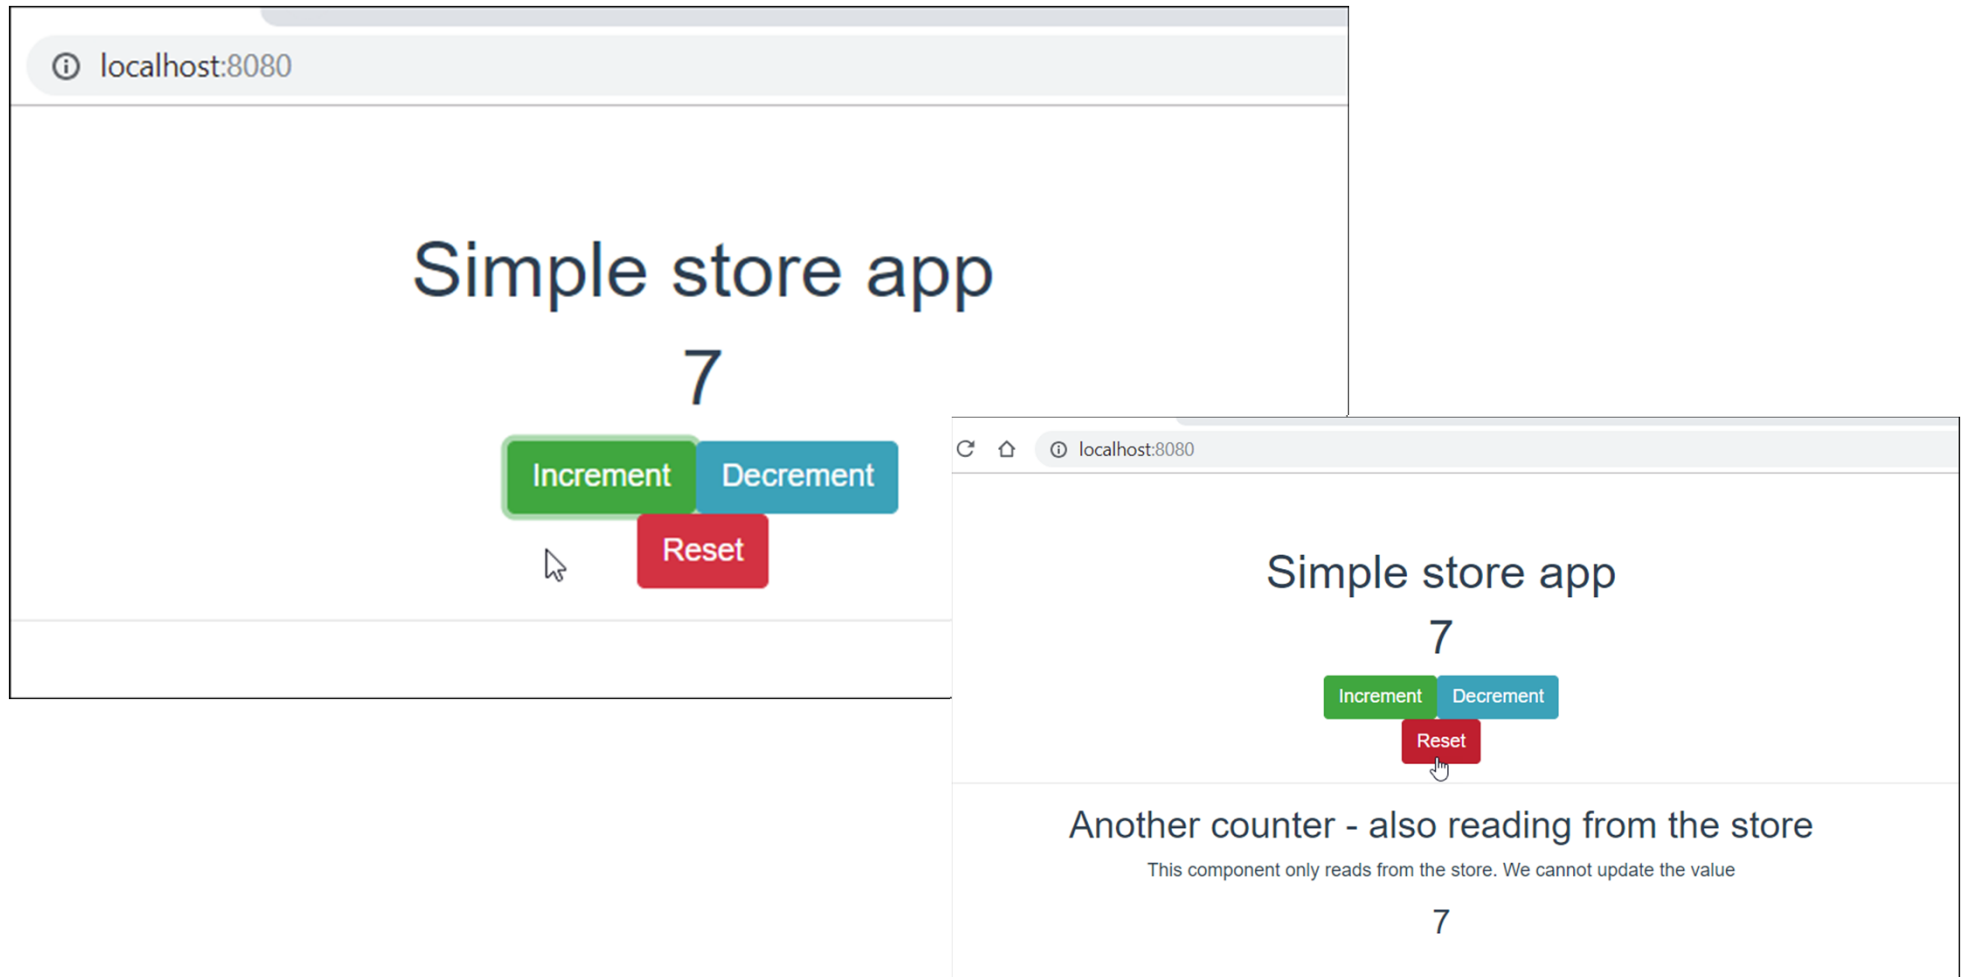 localhost:8080
Simple store app
7
Increment Decrement
Reset
localhost:8080
Simple store app
7
Increment Decrement
Reset
Another counter - also reading from the store
This component only reads from the store. We cannot update the value
7